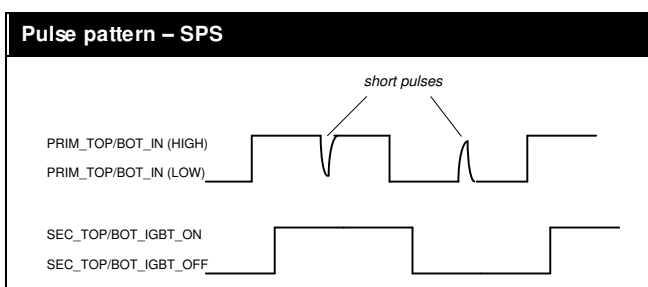 Pulse pattern – SPS
short pulses
PRIM_TOP/BOT_IN (HIGH)
PRIM_TOP/BOT_IN (LOW)
SEC_TOP/BOT_IGBT_ON
SEC_TOP/BOT_IGBT_OFF